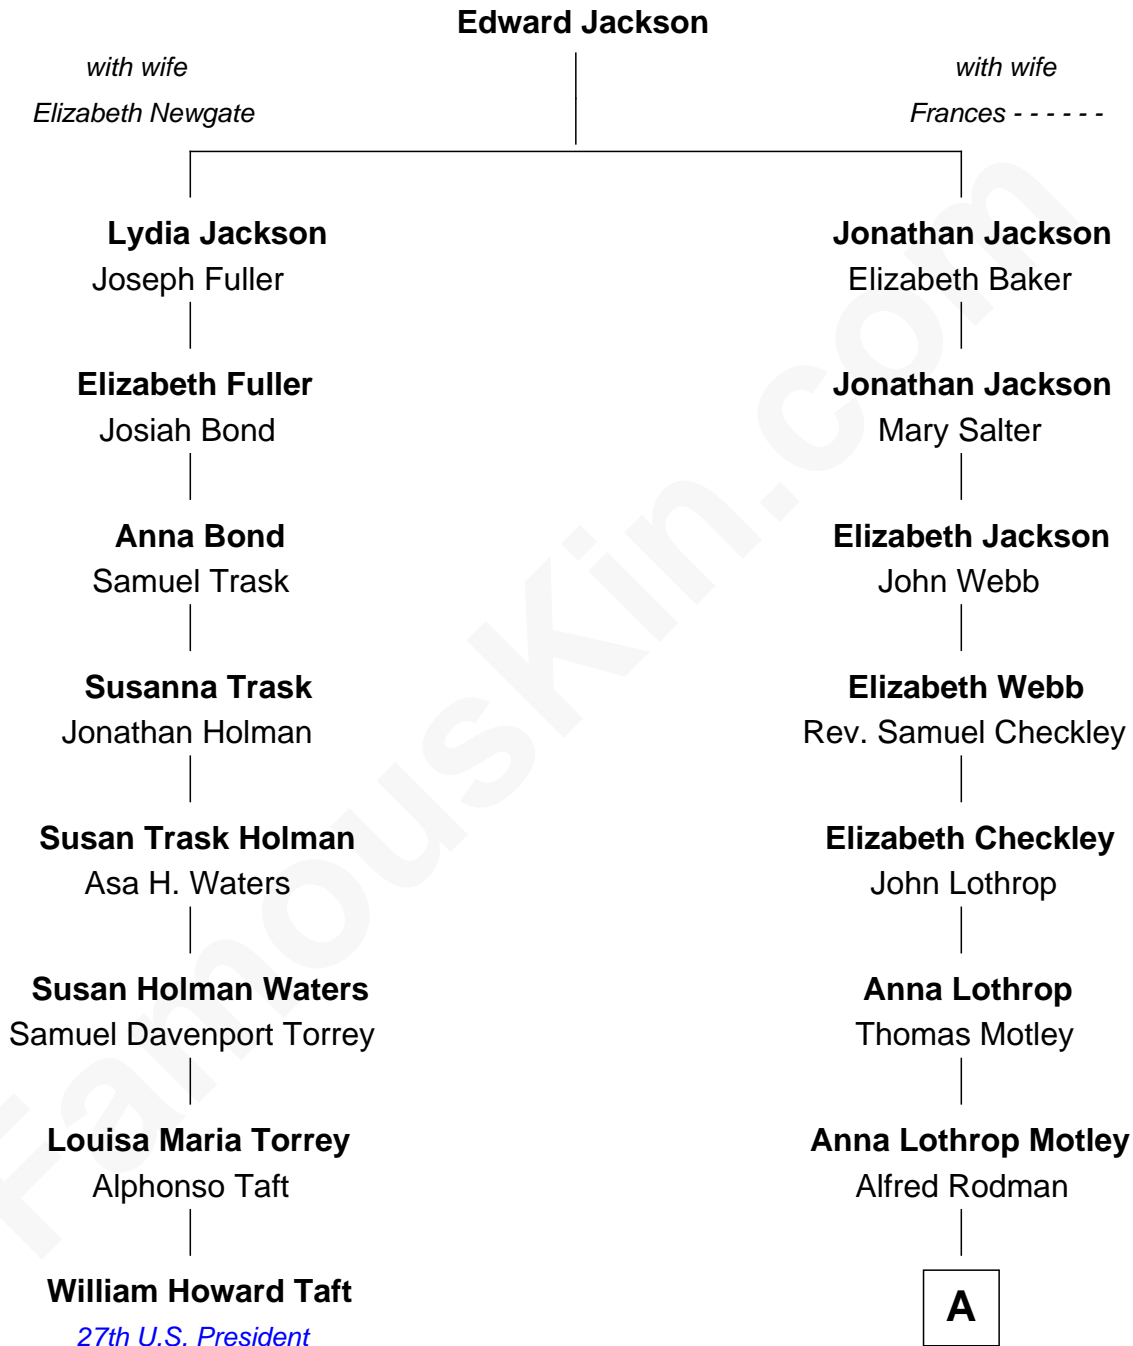 Edward Jackson
with wife
Elizabeth Newgate
with wife
Frances - - - - - -
Lydia Jackson
Joseph Fuller
Jonathan Jackson
Elizabeth Baker
Elizabeth Fuller
Josiah Bond
Jonathan Jackson
Mary Salter
Anna Bond
Samuel Trask
Elizabeth Jackson
John Webb
Susanna Trask
Jonathan Holman
Elizabeth Webb
Rev. Samuel Checkley
Susan Trask Holman
Asa H. Waters
Elizabeth Checkley
John Lothrop
Susan Holman Waters
Samuel Davenport Torrey
Anna Lothrop
Thomas Motley
Louisa Maria Torrey
Alphonso Taft
Anna Lothrop Motley
Alfred Rodman
William Howard Taft
27th U.S. President
A
FamousKin.com